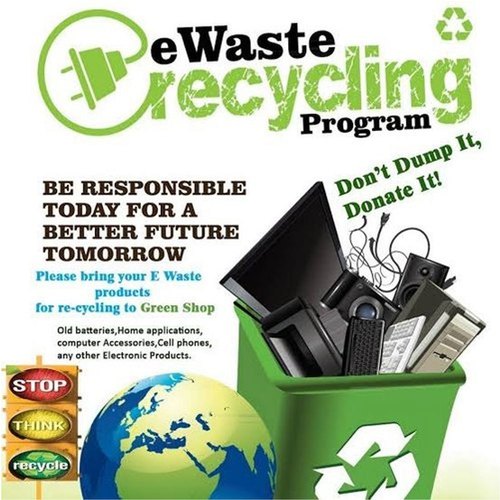 eWaste
recycling
Program
Don't Dump It,
Donate It!
BE RESPONSIBLE
TODAY FOR A
BETTER FUTURE
TOMORROW
Please bring your E Waste
products
for re-cycling to Green Shop
Old batteries,Home applications,
computer Accessories,Cell phones,
any other Electronic Products.
STOP
THINK
recycle